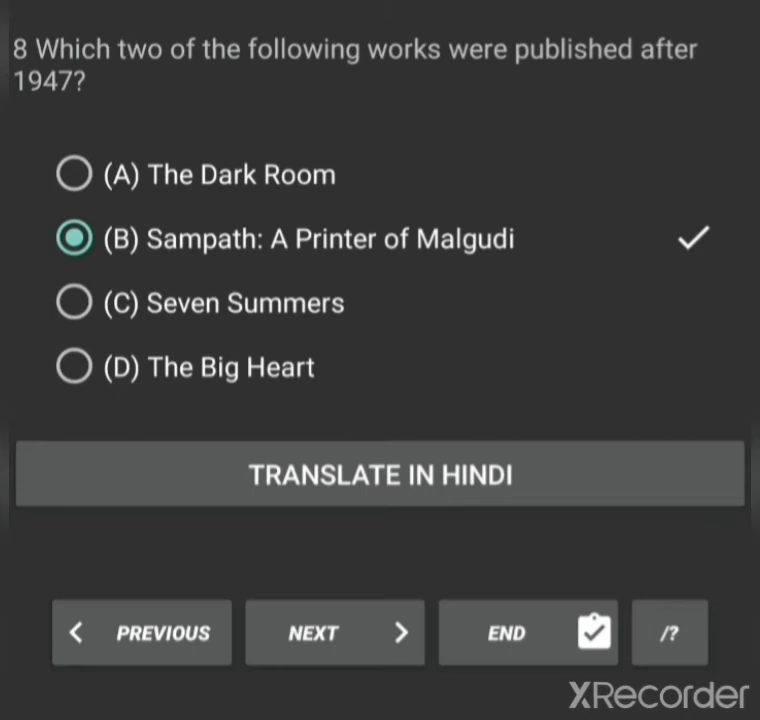 8 Which two of the following works were published after
1947?
(A) The Dark Room
(B) Sampath: A Printer of Malgudi
(C) Seven Summers
(D) The Big Heart
TRANSLATE IN HINDI
PREVIOUS NEXT END /?
XRecorder